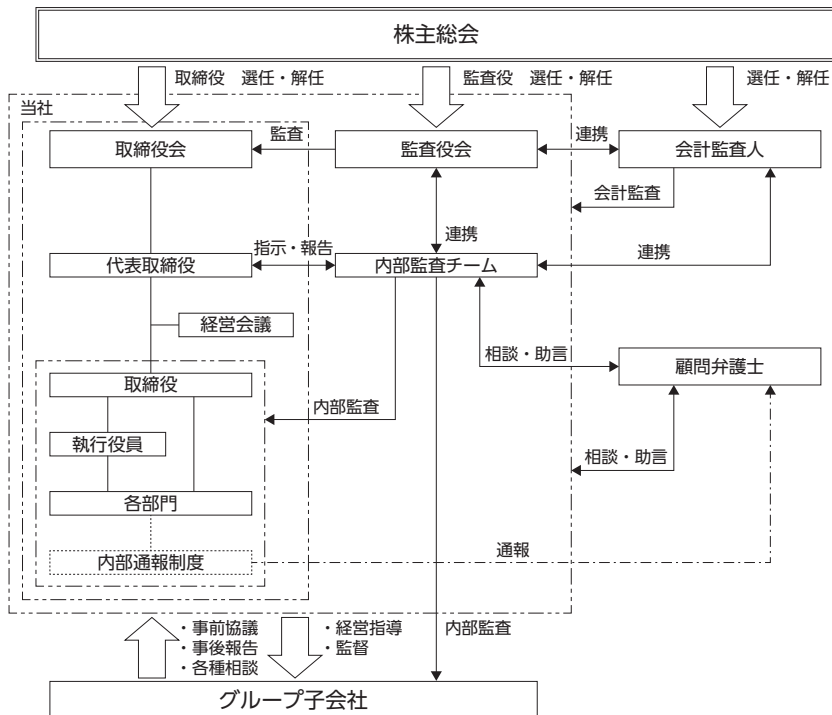 株主総会
取締役 選任・解任
監査役 選任・解任
選任・解任
当社
取締役会
監査
監査役会
連携
会計監査人
会計監査
連携
指示・報告
代表取締役
内部監査チーム
連携
経営会議
相談・助言
顧問弁護士
取締役
内部監査
執行役員
相談・助言
各部門
内部通報制度
通報
・事前協議
・事後報告
・各種相談
・経営指導
・監督
内部監査
グループ子会社